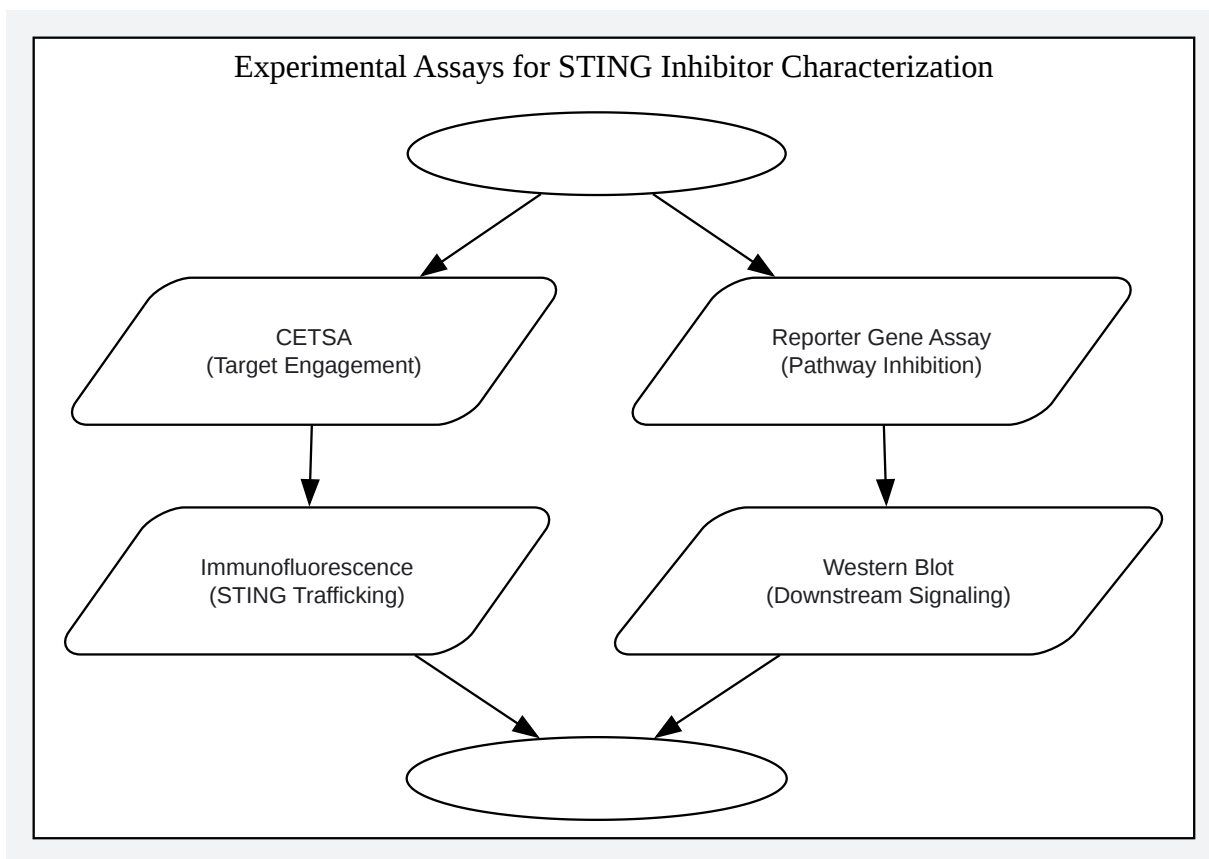 Experimental Assays for STING Inhibitor Characterization
CETSA
(Target Engagement)
Reporter Gene Assay
(Pathway Inhibition)
Immunofluorescence
(STING Trafficking)
Western Blot
(Downstream Signaling)